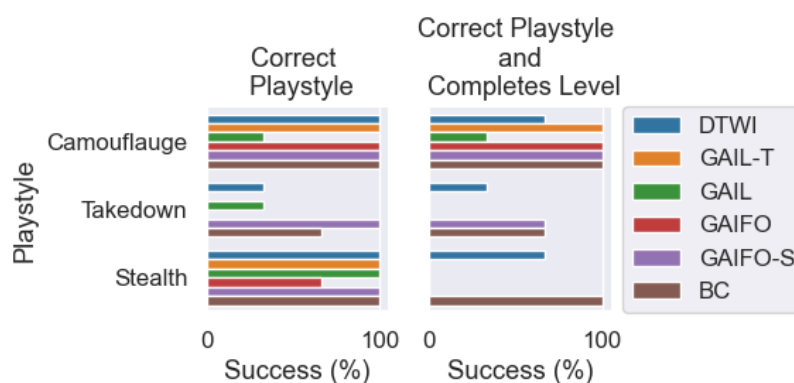 Correct
Playstyle
Correct Playstyle
and
Completes Level
Playstyle
Camouflauge
Takedown
Stealth
0
100
Success (%)
0
100
Success (%)
DTWI
GAIL-T
GAIL
GAIFO
GAIFO-S
BC